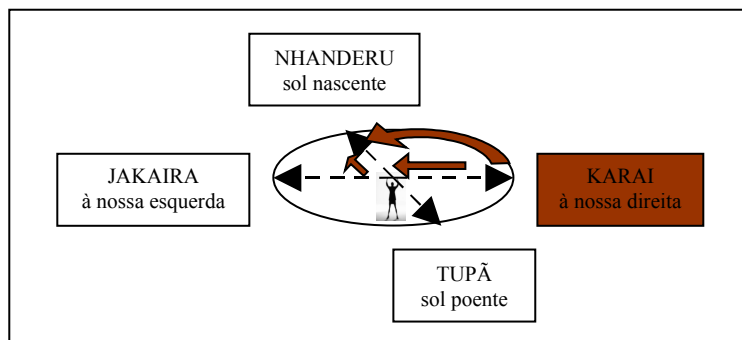 NHANDERU
sol nascente
JAKAIRA
à nossa esquerda
KARAI
à nossa direita
TUPÃ
sol poente